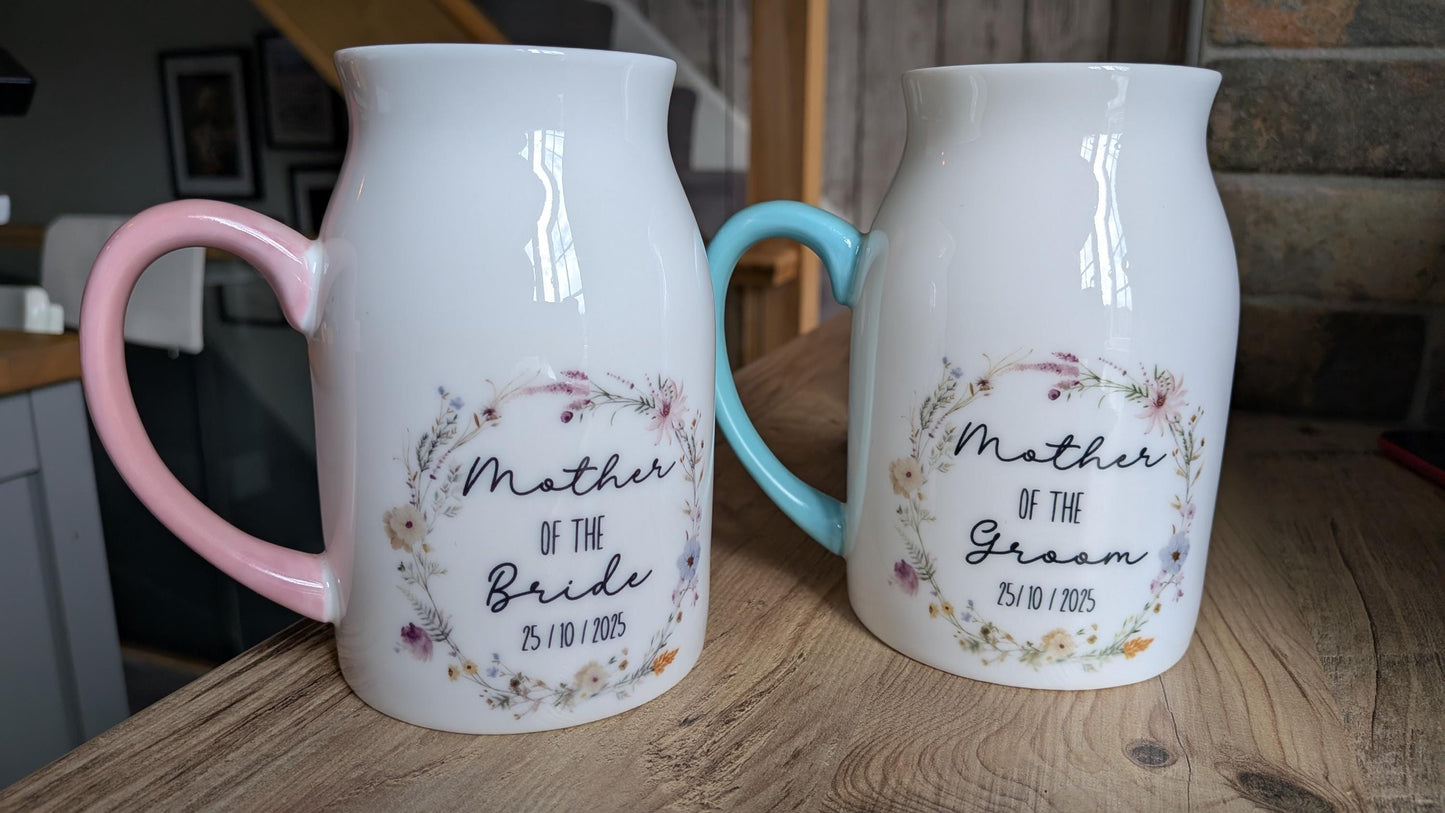 Mother
OF THE
Bride
25 / 10 / 2025
Mother
OF THE
Groom
25/ 10 / 2025